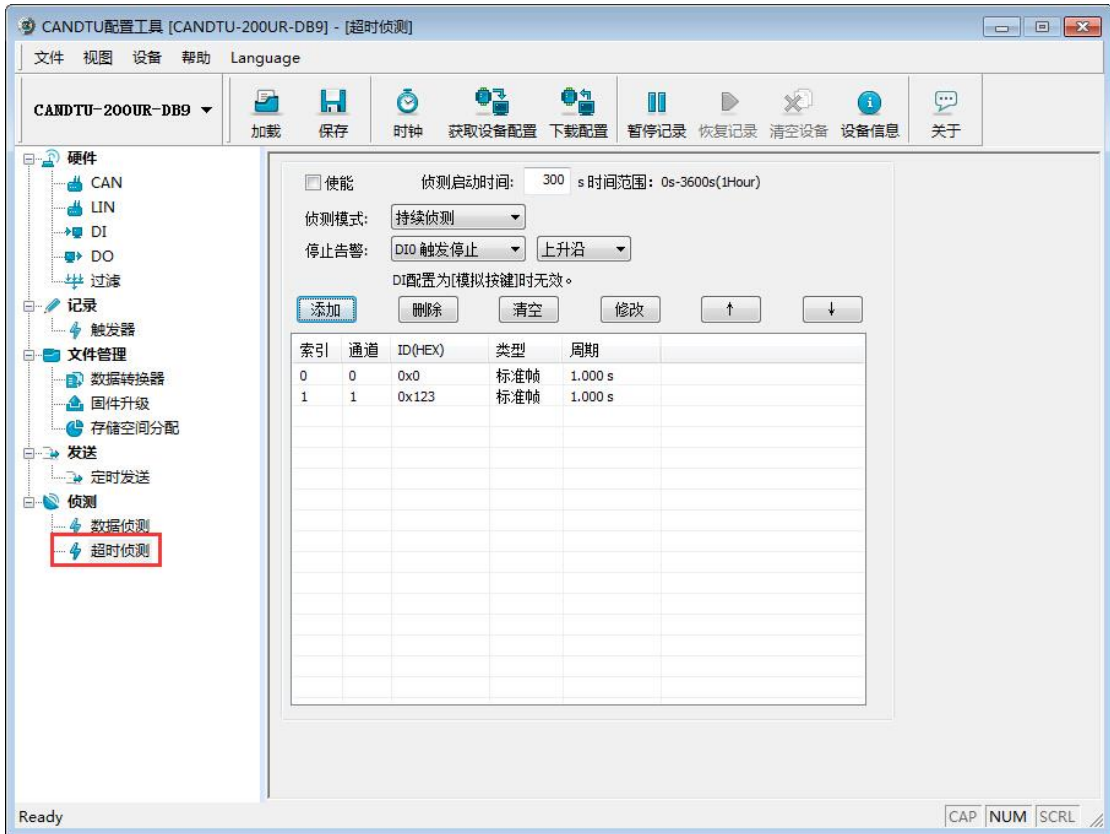 CANDTU配置工具 [CANDTU-200UR-DB9] - [超时侦测]
文件 视图 设备 帮助 Language
CANDTU-200UR-DB9
加载 保存 时钟 获取设备配置 下载配置 暂停记录 恢复记录 清空设备 设备信息 关于
硬件
CAN
LIN
DI
DO
过滤
记录
触发器
文件管理
数据转换器
固件升级
存储空间分配
发送
定时发送
侦测
数据侦测
超时侦测
使能 侦测启动时间: 300 s 时间范围: 0s-3600s(1Hour)
侦测模式: 持续侦测
停止告警: DI0 触发停止 上升沿
DI配置为[模拟按键]时无效。
添加 删除 清空 修改 ↑ ↓
索引 通道 ID(HEX) 类型 周期
0 0 0x0 标准帧 1.000 s
1 1 0x123 标准帧 1.000 s
Ready CAP NUM SCRL